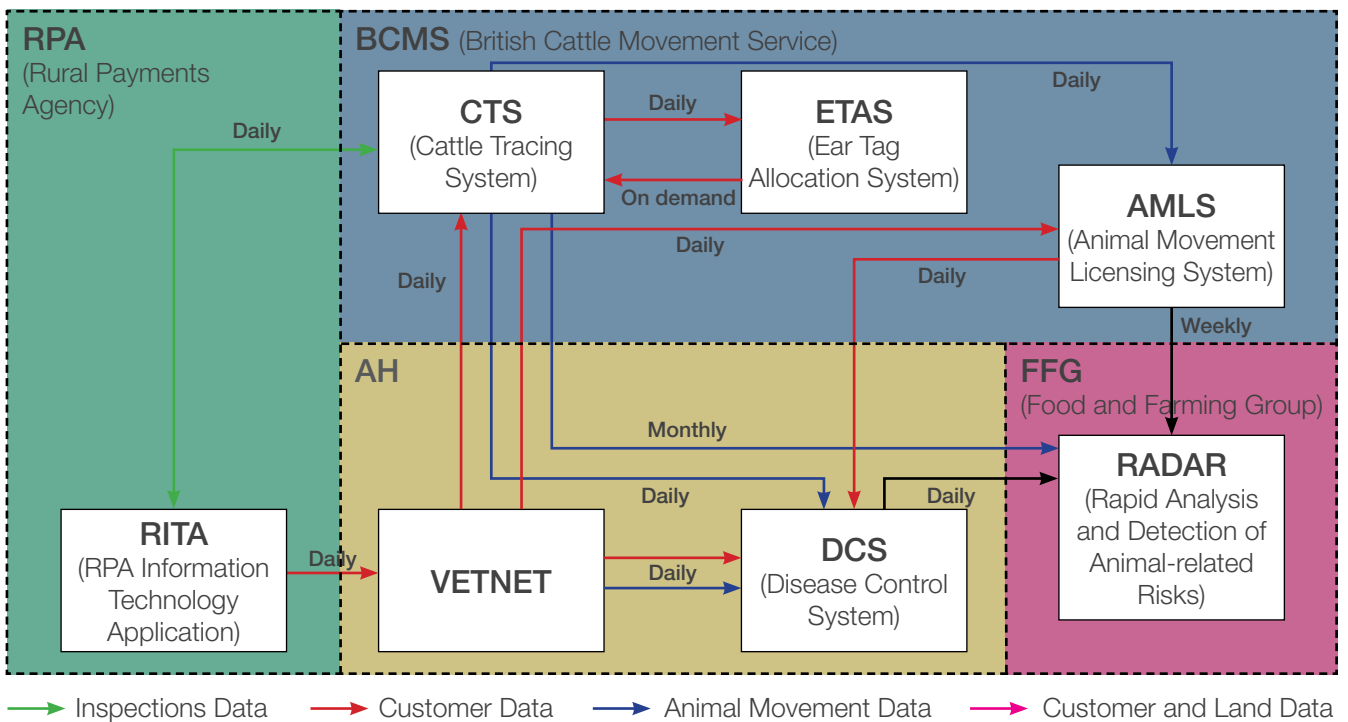 RPA
(Rural Payments
Agency)
BCMS (British Cattle Movement Service)
CTS
(Cattle Tracing
System)
Daily
ETAS
(Ear Tag
Allocation System)
Daily
Daily
On demand
AMLS
(Animal Movement
Licensing System)
Daily
Daily
Daily
Weekly
AH
FFG
(Food and Farming Group)
Monthly
RADAR
(Rapid Analysis
and Detection of
Animal-related
Risks)
Daily
Daily
RITA
(RPA Information
Technology
Application)
Daily
VETNET
Daily
DCS
(Disease Control
System)
Inspections Data
Customer Data
Animal Movement Data
Customer and Land Data